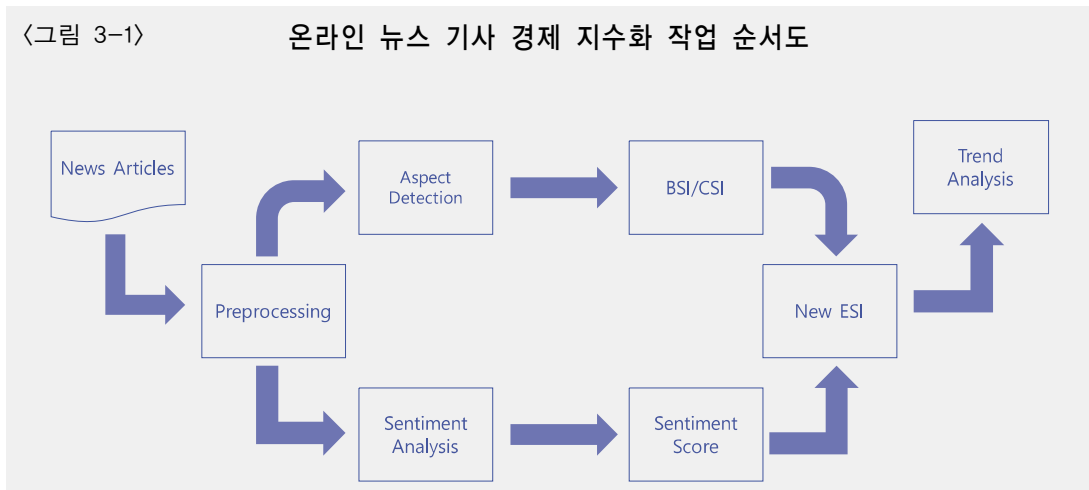 〈그림 3-1〉 온라인 뉴스 기사 경제 지수화 작업 순서도
News Articles
Preprocessing
Aspect
Detection
BSI/CSI
Sentiment
Analysis
Sentiment
Score
New ESI
Trend
Analysis